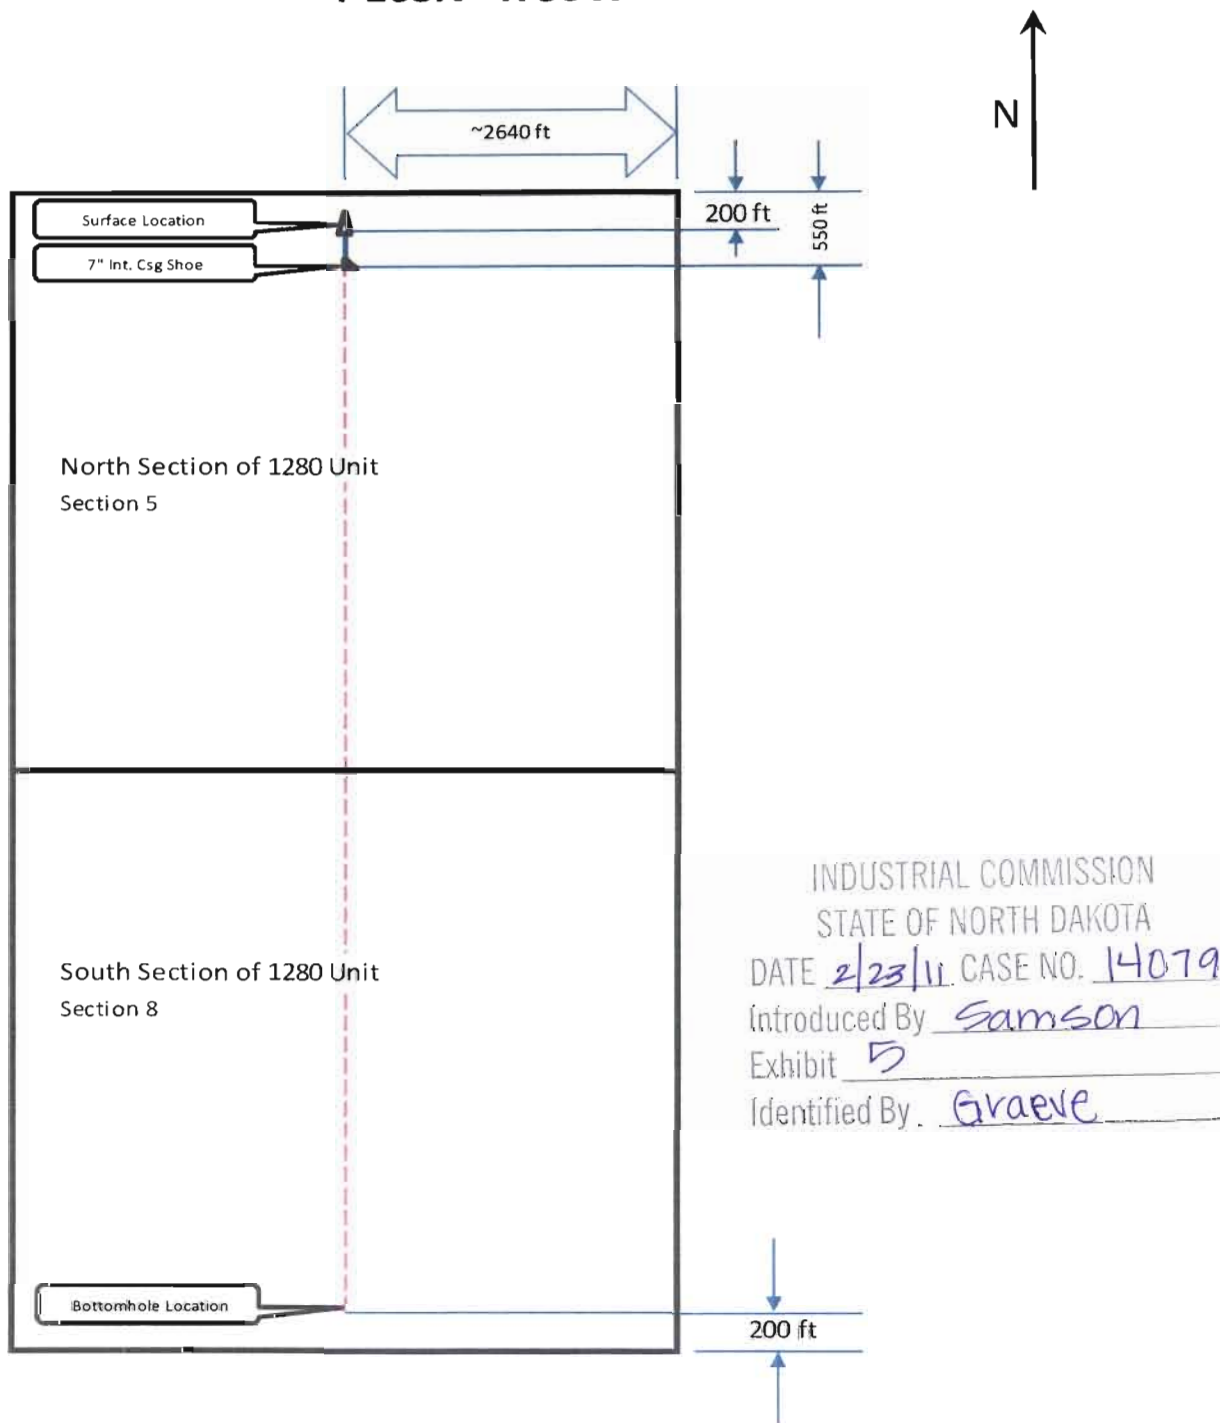 N
~2640 ft
200 ft
550 ft
Surface Location
7" Int. Csg Shoe
North Section of 1280 Unit
Section 5
INDUSTRIAL COMMISSION
STATE OF NORTH DAKOTA
DATE 2/23/11 CASE NO. 14079
Introduced By Samson
Exhibit 5
Identified By Graeve
South Section of 1280 Unit
Section 8
Bottomhole Location
200 ft